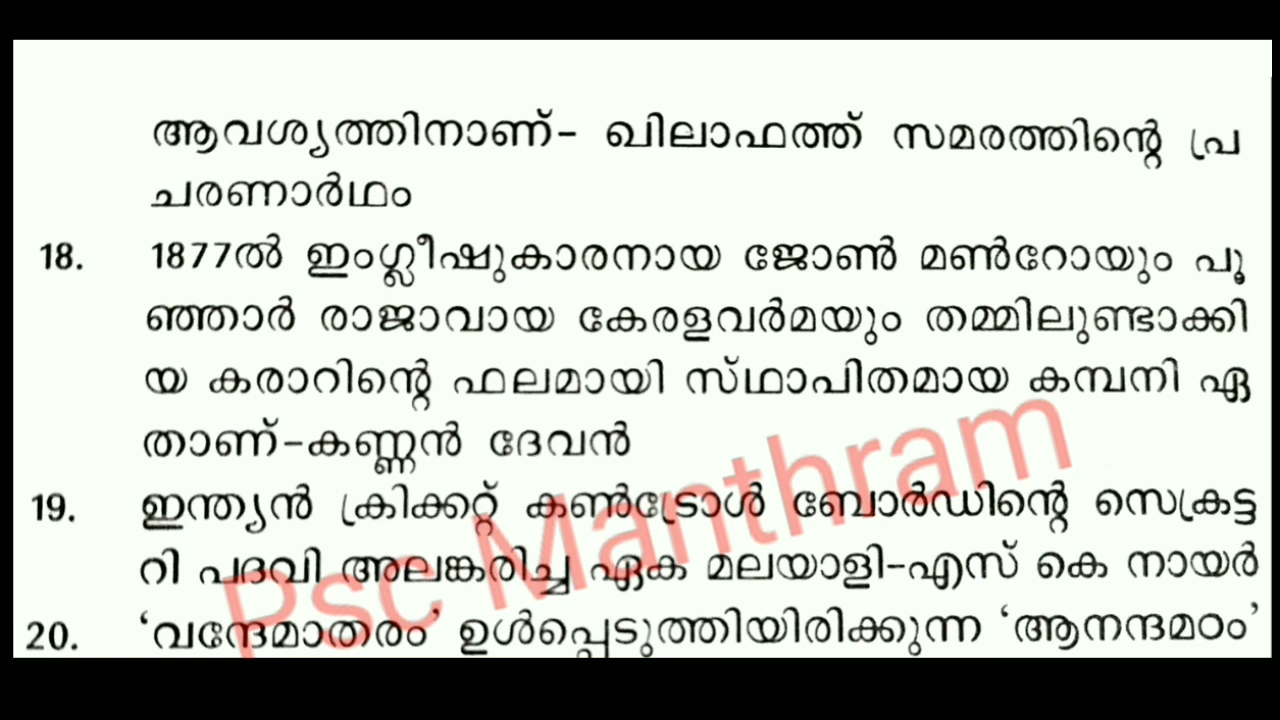 ആവശ്യത്തിനാണ്- ഖിലാഫത്ത് സമരത്തിന്റെ പ്ര
ചരണാർഥം
18. 1877ൽ ഇംഗ്ലീഷുകാരനായ ജോൺ മൺറോയും പൂ
ഞ്ഞാർ രാജാവായ കേരളവർമയും തമ്മിലുണ്ടാക്കി
യ കരാറിന്റെ ഫലമായി സ്ഥാപിതമായ കമ്പനി ഏ
താണ്-കണ്ണൻ ദേവൻ
19. ഇന്ത്യൻ ക്രിക്കറ്റ് കൺട്രോൾ ബോർഡിന്റെ സെക്രട്ട
റി പദവി അലങ്കരിച്ച ഏക മലയാളി-എസ് കെ നായർ
20. ‘വന്ദേമാതരം’ ഉൾപ്പെടുത്തിയിരിക്കുന്ന ‘ആനന്ദമഠം’
Psc Manthram